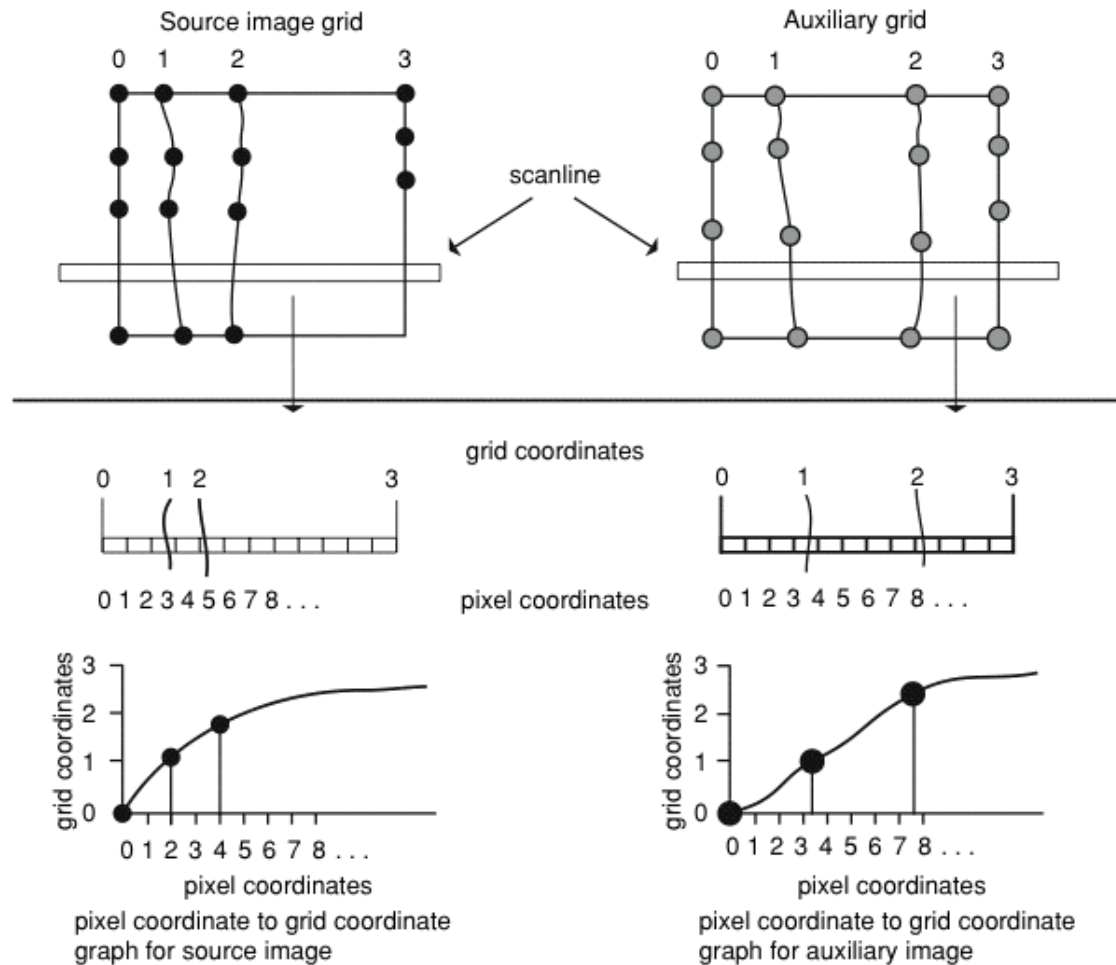 Source image grid
Auxiliary grid
0 1 2 3
0 1 2 3
scanline
grid coordinates
0 1 2 3
0 1 2 3
0 1 2 3 4 5 6 7 8 . . .
pixel coordinates
0 1 2 3 4 5 6 7 8 . . .
grid coordinates
3
2
1
0
0 1 2 3 4 5 6 7 8 . . .
pixel coordinates
pixel coordinate to grid coordinate
graph for source image
grid coordinates
3
2
1
0
0 1 2 3 4 5 6 7 8 . . .
pixel coordinates
pixel coordinate to grid coordinate
graph for auxiliary image